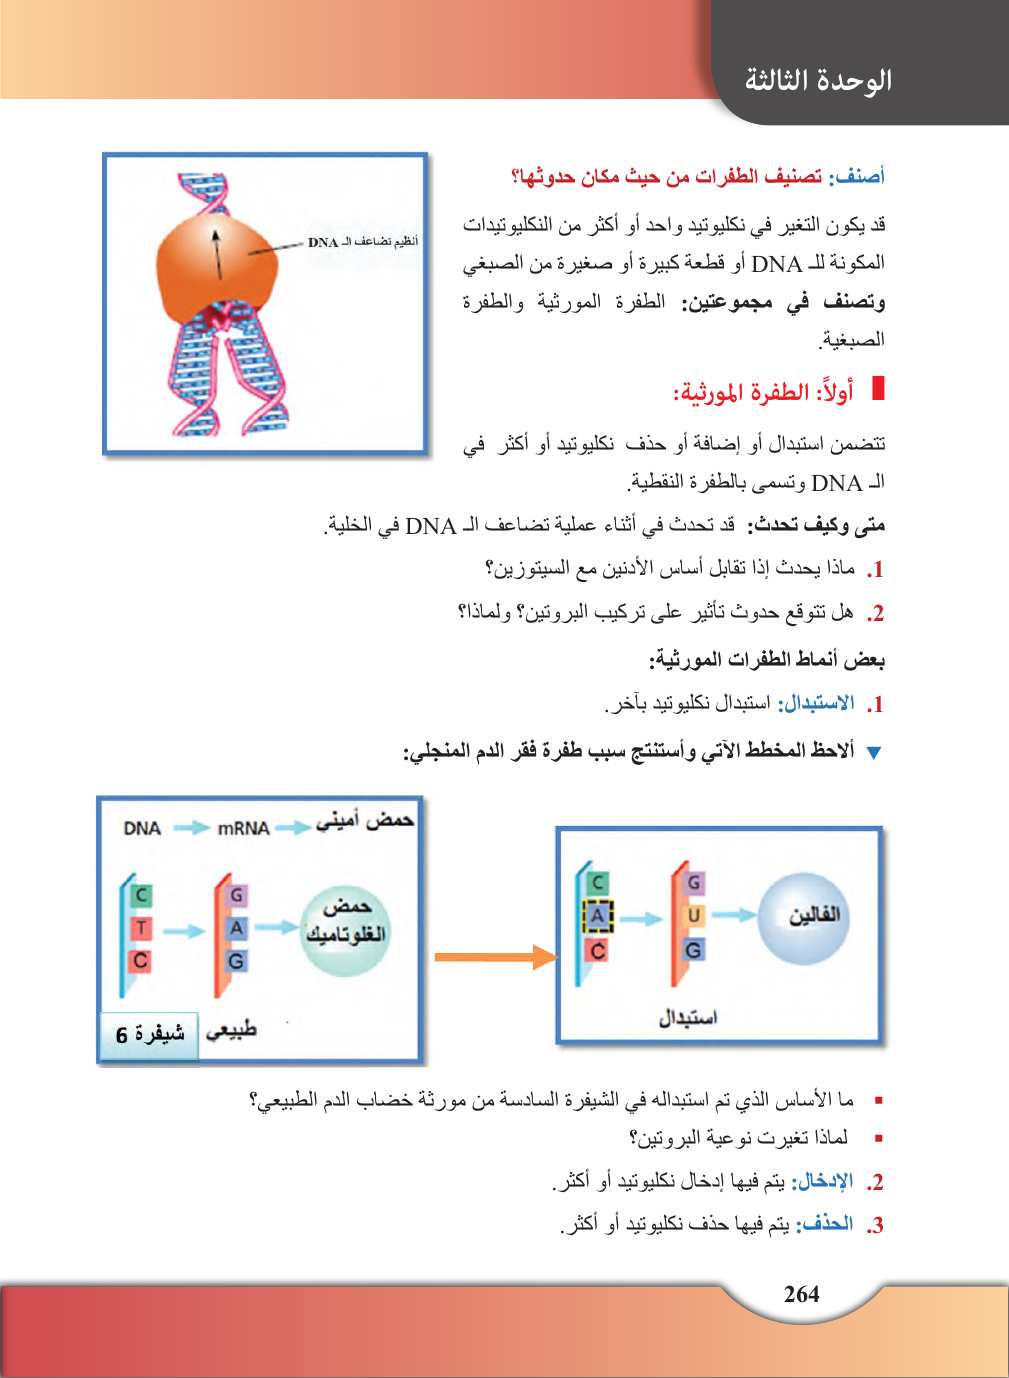 الوحدة الثالثة
أصنف: تصنيف الطفرات من حيث مكان حدوثها؟
قد يكون التغير في نكليوتيد واحد أو أكثر من النكليوتيدات
المكونة للـ DNA أو قطعة كبيرة أو صغيرة من الصبغي
وتصنف في مجموعتين: الطفرة المورثية والطفرة
الصبغية.
أنظيم تضاعف الـ DNA
أولاً: الطفرة المورثية:
تتضمن استبدال أو إضافة أو حذف نكليوتيد أو أكثر في
الـ DNA وتسمى بالطفرة النقطية.
متى وكيف تحدث: قد تحدث في أثناء عملية تضاعف الـ DNA في الخلية.
1. ماذا يحدث إذا تقابل أساس الأدنين مع السيتوزين؟
2. هل تتوقع حدوث تأثير على تركيب البروتين؟ ولماذا؟
بعض أنماط الطفرات المورثية:
1. الاستبدال: استبدال نكليوتيد بآخر.
ألاحظ المخطط الآتي وأستنتج سبب طفرة فقر الدم المنجلي:
DNA mRNA حمض أميني
C G
T A
C G
حمض
الغلوتاميك
طبيعي
شيفرة 6
C G
A U
C G
الفالين
استبدال
ما الأساس الذي تم استبداله في الشيفرة السادسة من مورثة خضاب الدم الطبيعي؟
لماذا تغيرت نوعية البروتين؟
2. الإدخال: يتم فيها إدخال نكليوتيد أو أكثر.
3. الحذف: يتم فيها حذف نكليوتيد أو أكثر.
264